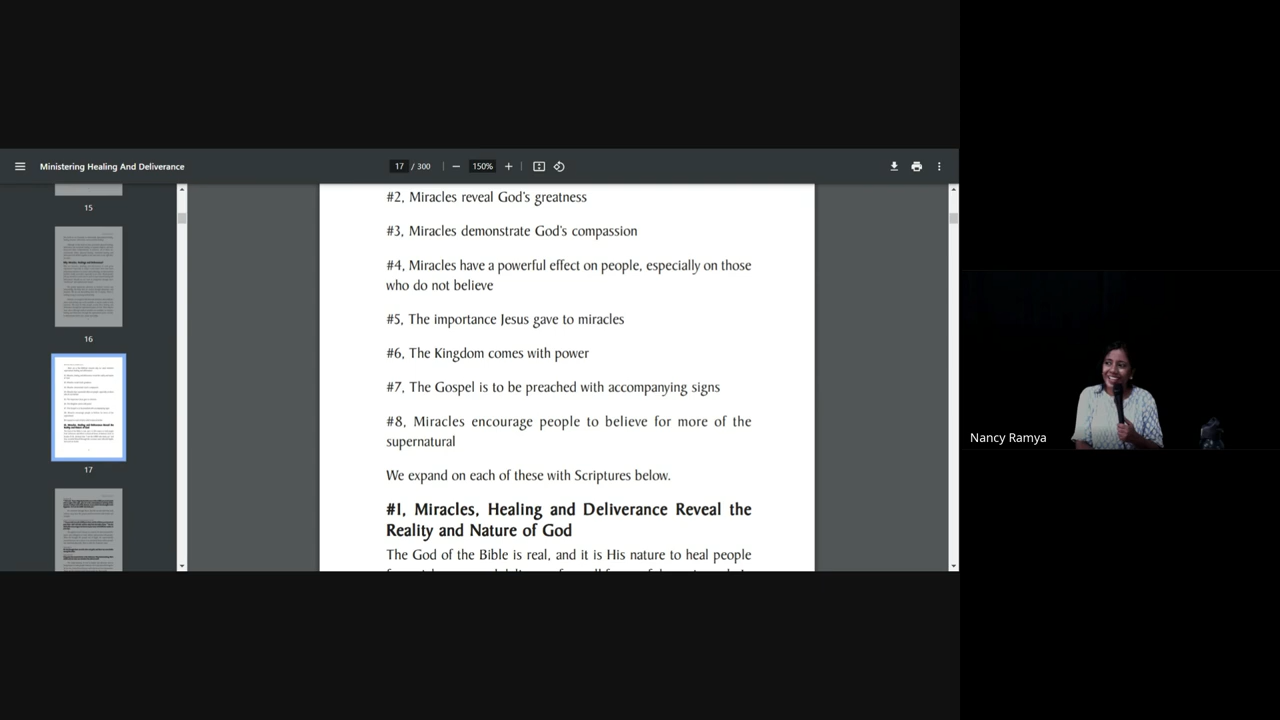 Ministering Healing And Deliverance
17 / 300
150%
15
16
17
#2, Miracles reveal God's greatness
#3, Miracles demonstrate God's compassion
#4, Miracles have a powerful effect on people, especially on those
who do not believe
#5, The importance Jesus gave to miracles
#6, The Kingdom comes with power
#7, The Gospel is to be preached with accompanying signs
#8, Miracles encourage people to believe for more of the
supernatural
We expand on each of these with Scriptures below.
#1, Miracles, Healing and Deliverance Reveal the
Reality and Nature of God
The God of the Bible is real, and it is His nature to heal people
Nancy Ramya